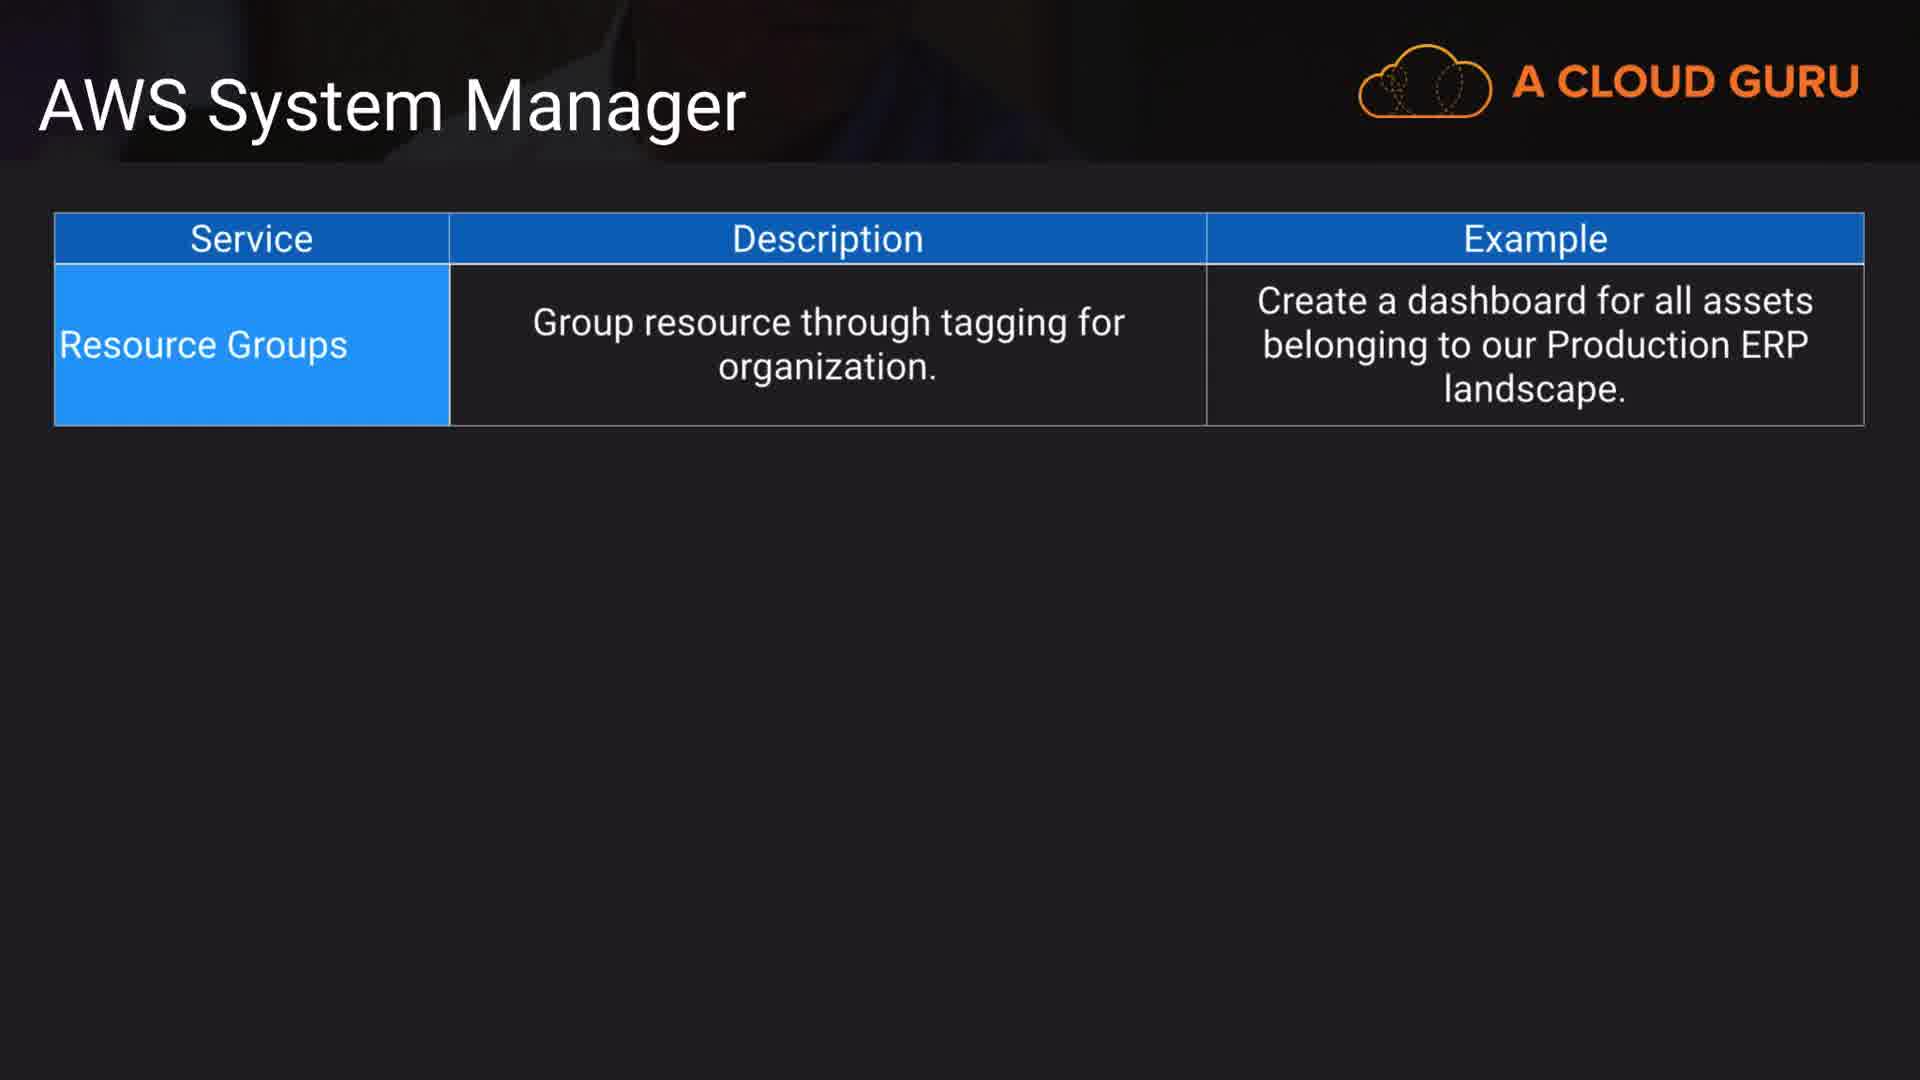 AWS System Manager
A CLOUD GURU
Service
Description
Example
Resource Groups
Group resource through tagging for
organization.
Create a dashboard for all assets
belonging to our Production ERP
landscape.